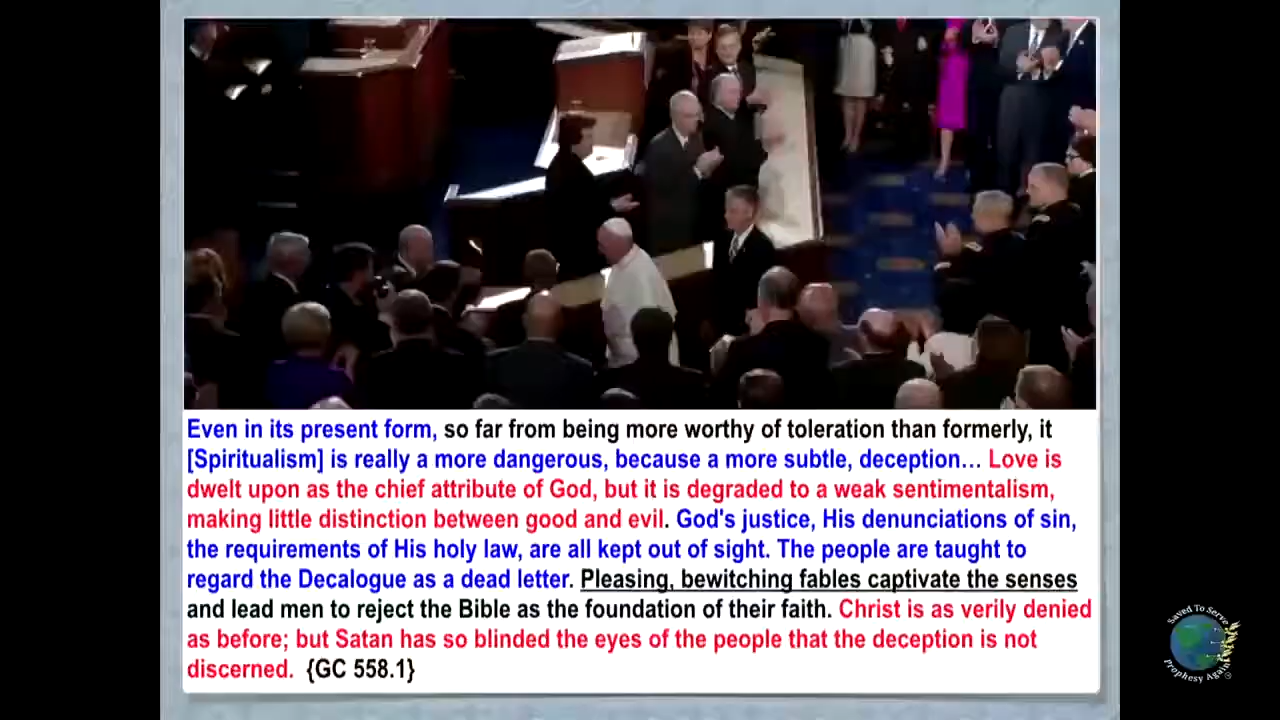 Even in its present form, so far from being more worthy of toleration than formerly, it
[Spiritualism] is really a more dangerous, because a more subtle, deception… Love is
dwelt upon as the chief attribute of God, but it is degraded to a weak sentimentalism,
making little distinction between good and evil. God's justice, His denunciations of sin,
the requirements of His holy law, are all kept out of sight. The people are taught to
regard the Decalogue as a dead letter. Pleasing, bewitching fables captivate the senses
and lead men to reject the Bible as the foundation of their faith. Christ is as verily denied
as before; but Satan has so blinded the eyes of the people that the deception is not
discerned. {GC 558.1}
Saved To Serve
Prophesy Again